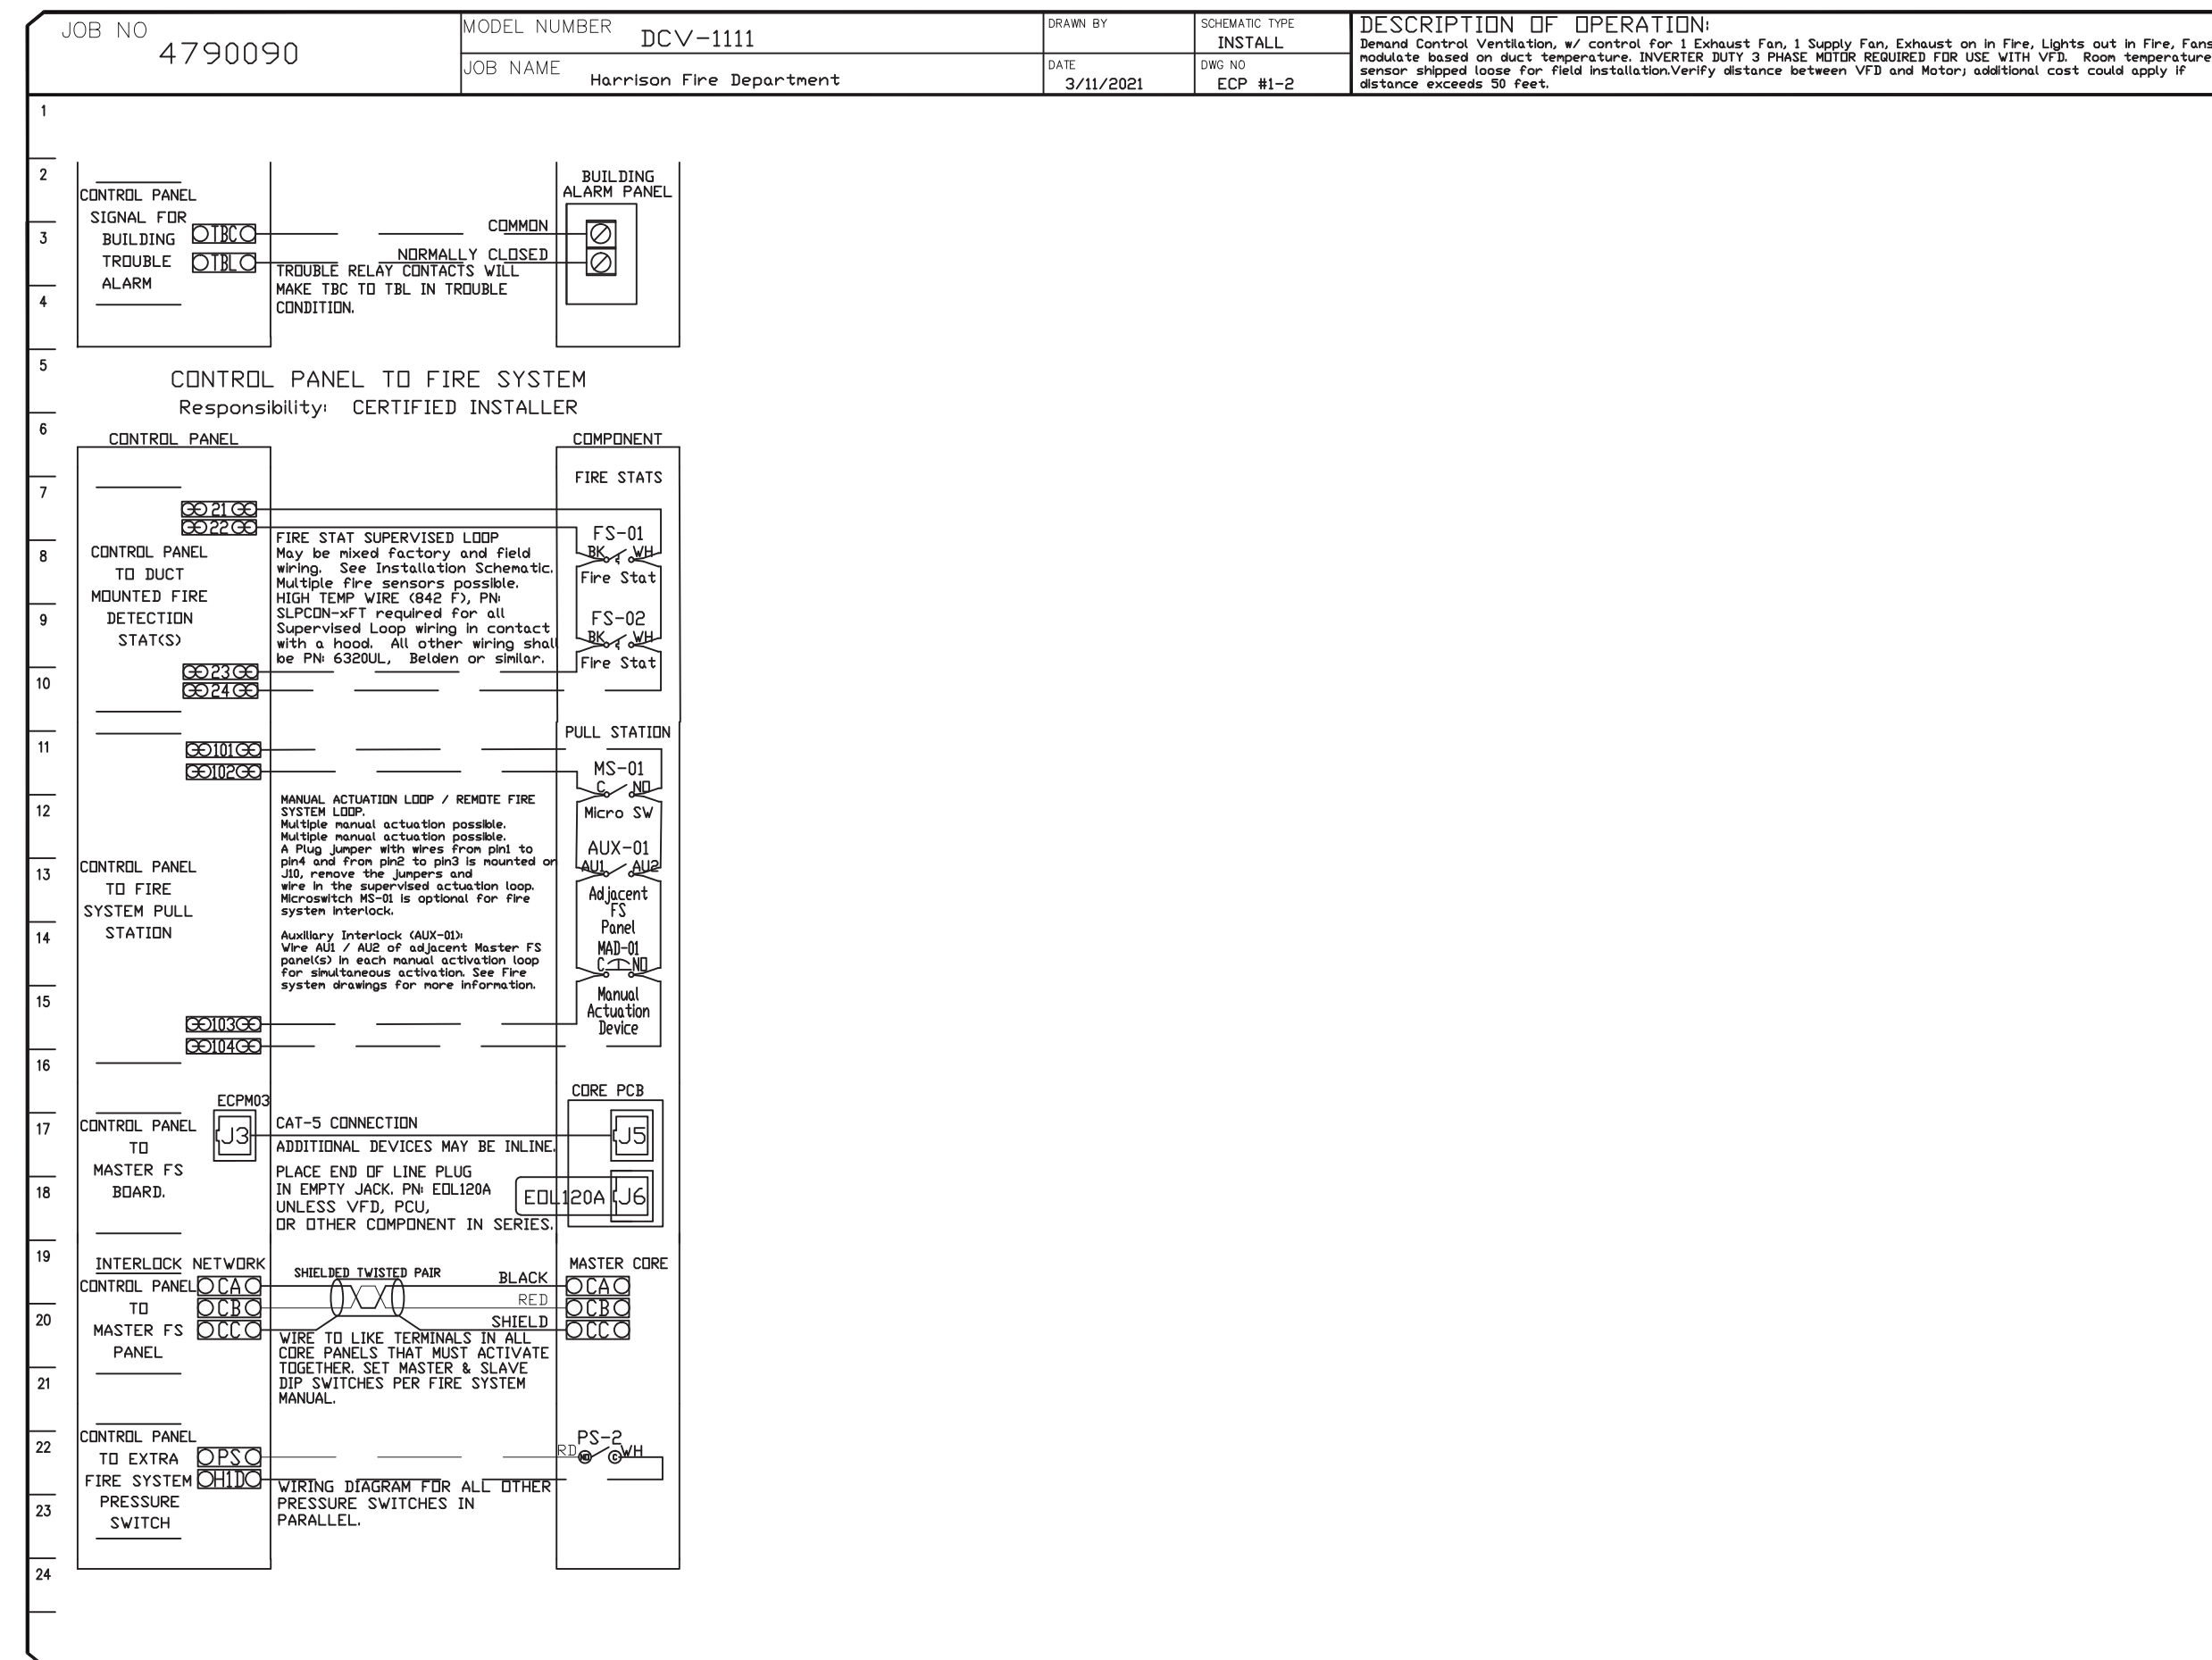 JOB NO
4790090
MODEL NUMBER DCV-1111
JOB NAME Harrison Fire Department
DRAWN BY
DATE
3/11/2021
SCHEMATIC TYPE
INSTALL
DWG NO
ECP #1-2
DESCRIPTION OF OPERATION:
Demand Control Ventilation, w/ control for 1 Exhaust Fan, 1 Supply Fan, Exhaust on in Fire, Lights out in Fire, Fans
modulate based on duct temperature. INVERTER DUTY 3 PHASE MOTOR REQUIRED FOR USE WITH VFD. Room temperature
sensor shipped loose for field installation.Verify distance between VFD and Motor; additional cost could apply if
distance exceeds 50 feet.
1
2
3
4
5
6
7
8
9
10
11
12
13
14
15
16
17
18
19
20
21
22
23
24
CONTROL PANEL
SIGNAL FOR
BUILDING
TROUBLE
ALARM
TBC
TBL
COMMON
NORMALLY CLOSED
TROUBLE RELAY CONTACTS WILL
MAKE TBC TO TBL IN TROUBLE
CONDITION.
BUILDING
ALARM PANEL
CONTROL PANEL TO FIRE SYSTEM
Responsibility: CERTIFIED INSTALLER
CONTROL PANEL
COMPONENT
CONTROL PANEL
TO DUCT
MOUNTED FIRE
DETECTION
STAT(S)
21
22
23
24
FIRE STAT SUPERVISED LOOP
May be mixed factory and field
wiring. See Installation Schematic.
Multiple fire sensors possible.
HIGH TEMP WIRE (842 F), PN:
SLPCON-xFT required for all
Supervised Loop wiring in contact
with a hood. All other wiring shall
be PN: 6320UL, Belden or similar.
FIRE STATS
FS-01
BK WH
Fire Stat
FS-02
BK WH
Fire Stat
CONTROL PANEL
TO FIRE
SYSTEM PULL
STATION
101
102
103
104
MANUAL ACTUATION LOOP / REMOTE FIRE
SYSTEM LOOP.
Multiple manual actuation possible.
Multiple manual actuation possible.
A Plug jumper with wires from pin1 to
pin4 and from pin2 to pin3 is mounted on
J10, remove the jumpers and
wire in the supervised actuation loop.
Microswitch MS-01 is optional for fire
system interlock.
Auxiliary Interlock (AUX-01):
Wire AU1 / AU2 of adjacent Master FS
panel(s) in each manual activation loop
for simultaneous activation. See Fire
system drawings for more information.
PULL STATION
MS-01
C NO
Micro SW
AUX-01
AU1 AU2
Adjacent
FS
Panel
MAD-01
C NO
Manual
Actuation
Device
CONTROL PANEL
TO
MASTER FS
BOARD.
ECPM03
J3
CAT-5 CONNECTION
ADDITIONAL DEVICES MAY BE INLINE.
PLACE END OF LINE PLUG
IN EMPTY JACK. PN: EOL120A
UNLESS VFD, PCU,
OR OTHER COMPONENT IN SERIES.
CORE PCB
J5
EOL120A
J6
INTERLOCK NETWORK
CONTROL PANEL
TO
MASTER FS
PANEL
CA
CB
CC
SHIELDED TWISTED PAIR
BLACK
RED
SHIELD
WIRE TO LIKE TERMINALS IN ALL
CORE PANELS THAT MUST ACTIVATE
TOGETHER. SET MASTER & SLAVE
DIP SWITCHES PER FIRE SYSTEM
MANUAL.
MASTER CORE
CA
CB
CC
CONTROL PANEL
TO EXTRA
FIRE SYSTEM
PRESSURE
SWITCH
PS
H1D
WIRING DIAGRAM FOR ALL OTHER
PRESSURE SWITCHES IN
PARALLEL.
PS-2
RD NO C WH